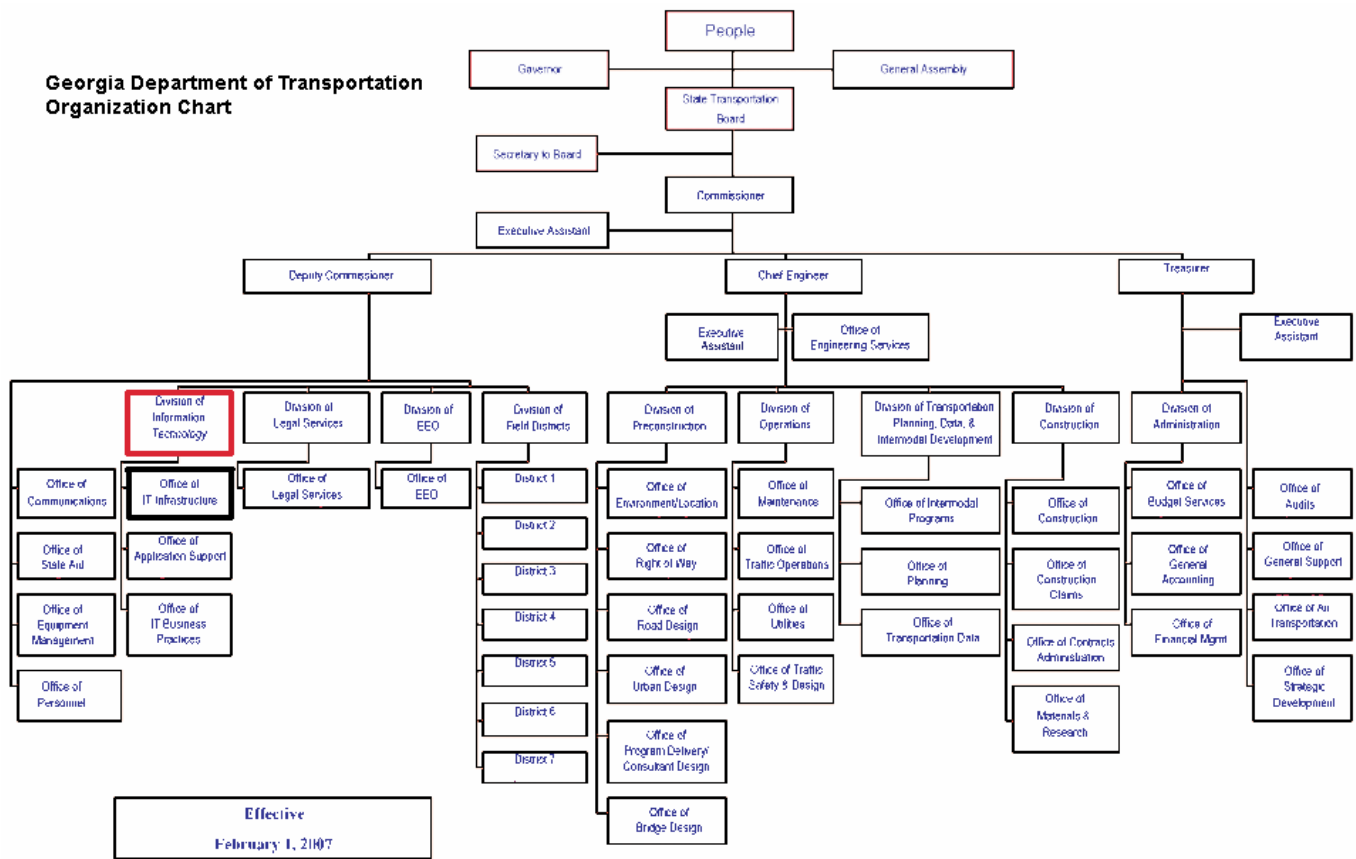 People
Governor
General Assembly
Georgia Department of Transportation
Organization Chart
State Transportation
Board
Secretary to Board
Commissioner
Executive Assistant
Deputy Commissioner
Chief Engineer
Treasurer
Executive
Assistant
Office of
Engineering Services
Executive
Assistant
Division of
Information
Technology
Division of
Legal Services
Division of
EEO
Division of
Field Districts
Division of
Preconstruction
Division of
Operations
Division of Transportation
Planning, Data, &
Intermodal Development
Division of
Construction
Division of
Administration
Office of
Communications
Office of
State Aid
Office of
Equipment
Management
Office of
Personnel
Office of
IT Infrastructure
Office of
Application Support
Office of
IT Business
Practices
Office of
Legal Services
Office of
EEO
District 1
District 2
District 3
District 4
District 5
District 6
District 7
Office of
Environment/Location
Office of
Right of Way
Office of
Road Design
Office of
Urban Design
Office of
Program Delivery/
Consultant Design
Office of
Bridge Design
Office of
Maintenance
Office of
Traffic Operations
Office of
Utilities
Office of Traffic
Safety & Design
Office of Intermodal
Programs
Office of
Planning
Office of
Transportation Data
Office of
Construction
Office of
Construction
Claims
Office of Contracts
Administration
Office of
Materials &
Research
Office of
Budget Services
Office of
General
Accounting
Office of
Financial Mgmt
Office of
Audits
Office of
General Support
Office of Air
Transportation
Office of
Strategic
Development
Effective
February 1, 2007